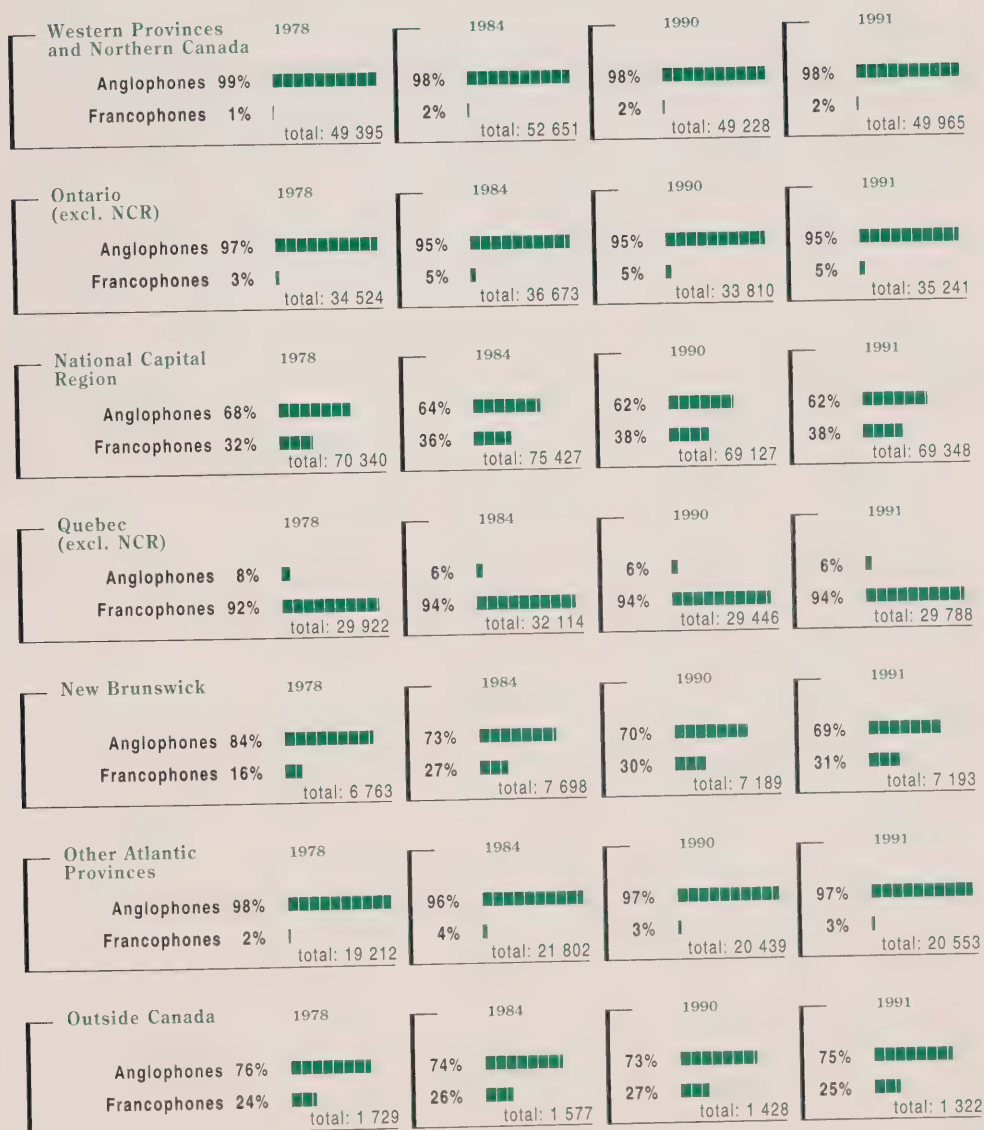 Western Provinces 1978 1984 1990 1991
and Northern Canada
Anglophones 99% 98% 98% 98%
Francophones 1% 2% 2% 2%
total: 49 395 total: 52 651 total: 49 228 total: 49 965
Ontario 1978 1984 1990 1991
(excl. NCR)
Anglophones 97% 95% 95% 95%
Francophones 3% 5% 5% 5%
total: 34 524 total: 36 673 total: 33 810 total: 35 241
National Capital 1978 1984 1990 1991
Region
Anglophones 68% 64% 62% 62%
Francophones 32% 36% 38% 38%
total: 70 340 total: 75 427 total: 69 127 total: 69 348
Quebec 1978 1984 1990 1991
(excl. NCR)
Anglophones 8% 6% 6% 6%
Francophones 92% 94% 94% 94%
total: 29 922 total: 32 114 total: 29 446 total: 29 788
New Brunswick 1978 1984 1990 1991
Anglophones 84% 73% 70% 69%
Francophones 16% 27% 30% 31%
total: 6 763 total: 7 698 total: 7 189 total: 7 193
Other Atlantic 1978 1984 1990 1991
Provinces
Anglophones 98% 96% 97% 97%
Francophones 2% 4% 3% 3%
total: 19 212 total: 21 802 total: 20 439 total: 20 553
Outside Canada 1978 1984 1990 1991
Anglophones 76% 74% 73% 75%
Francophones 24% 26% 27% 25%
total: 1 729 total: 1 577 total: 1 428 total: 1 322